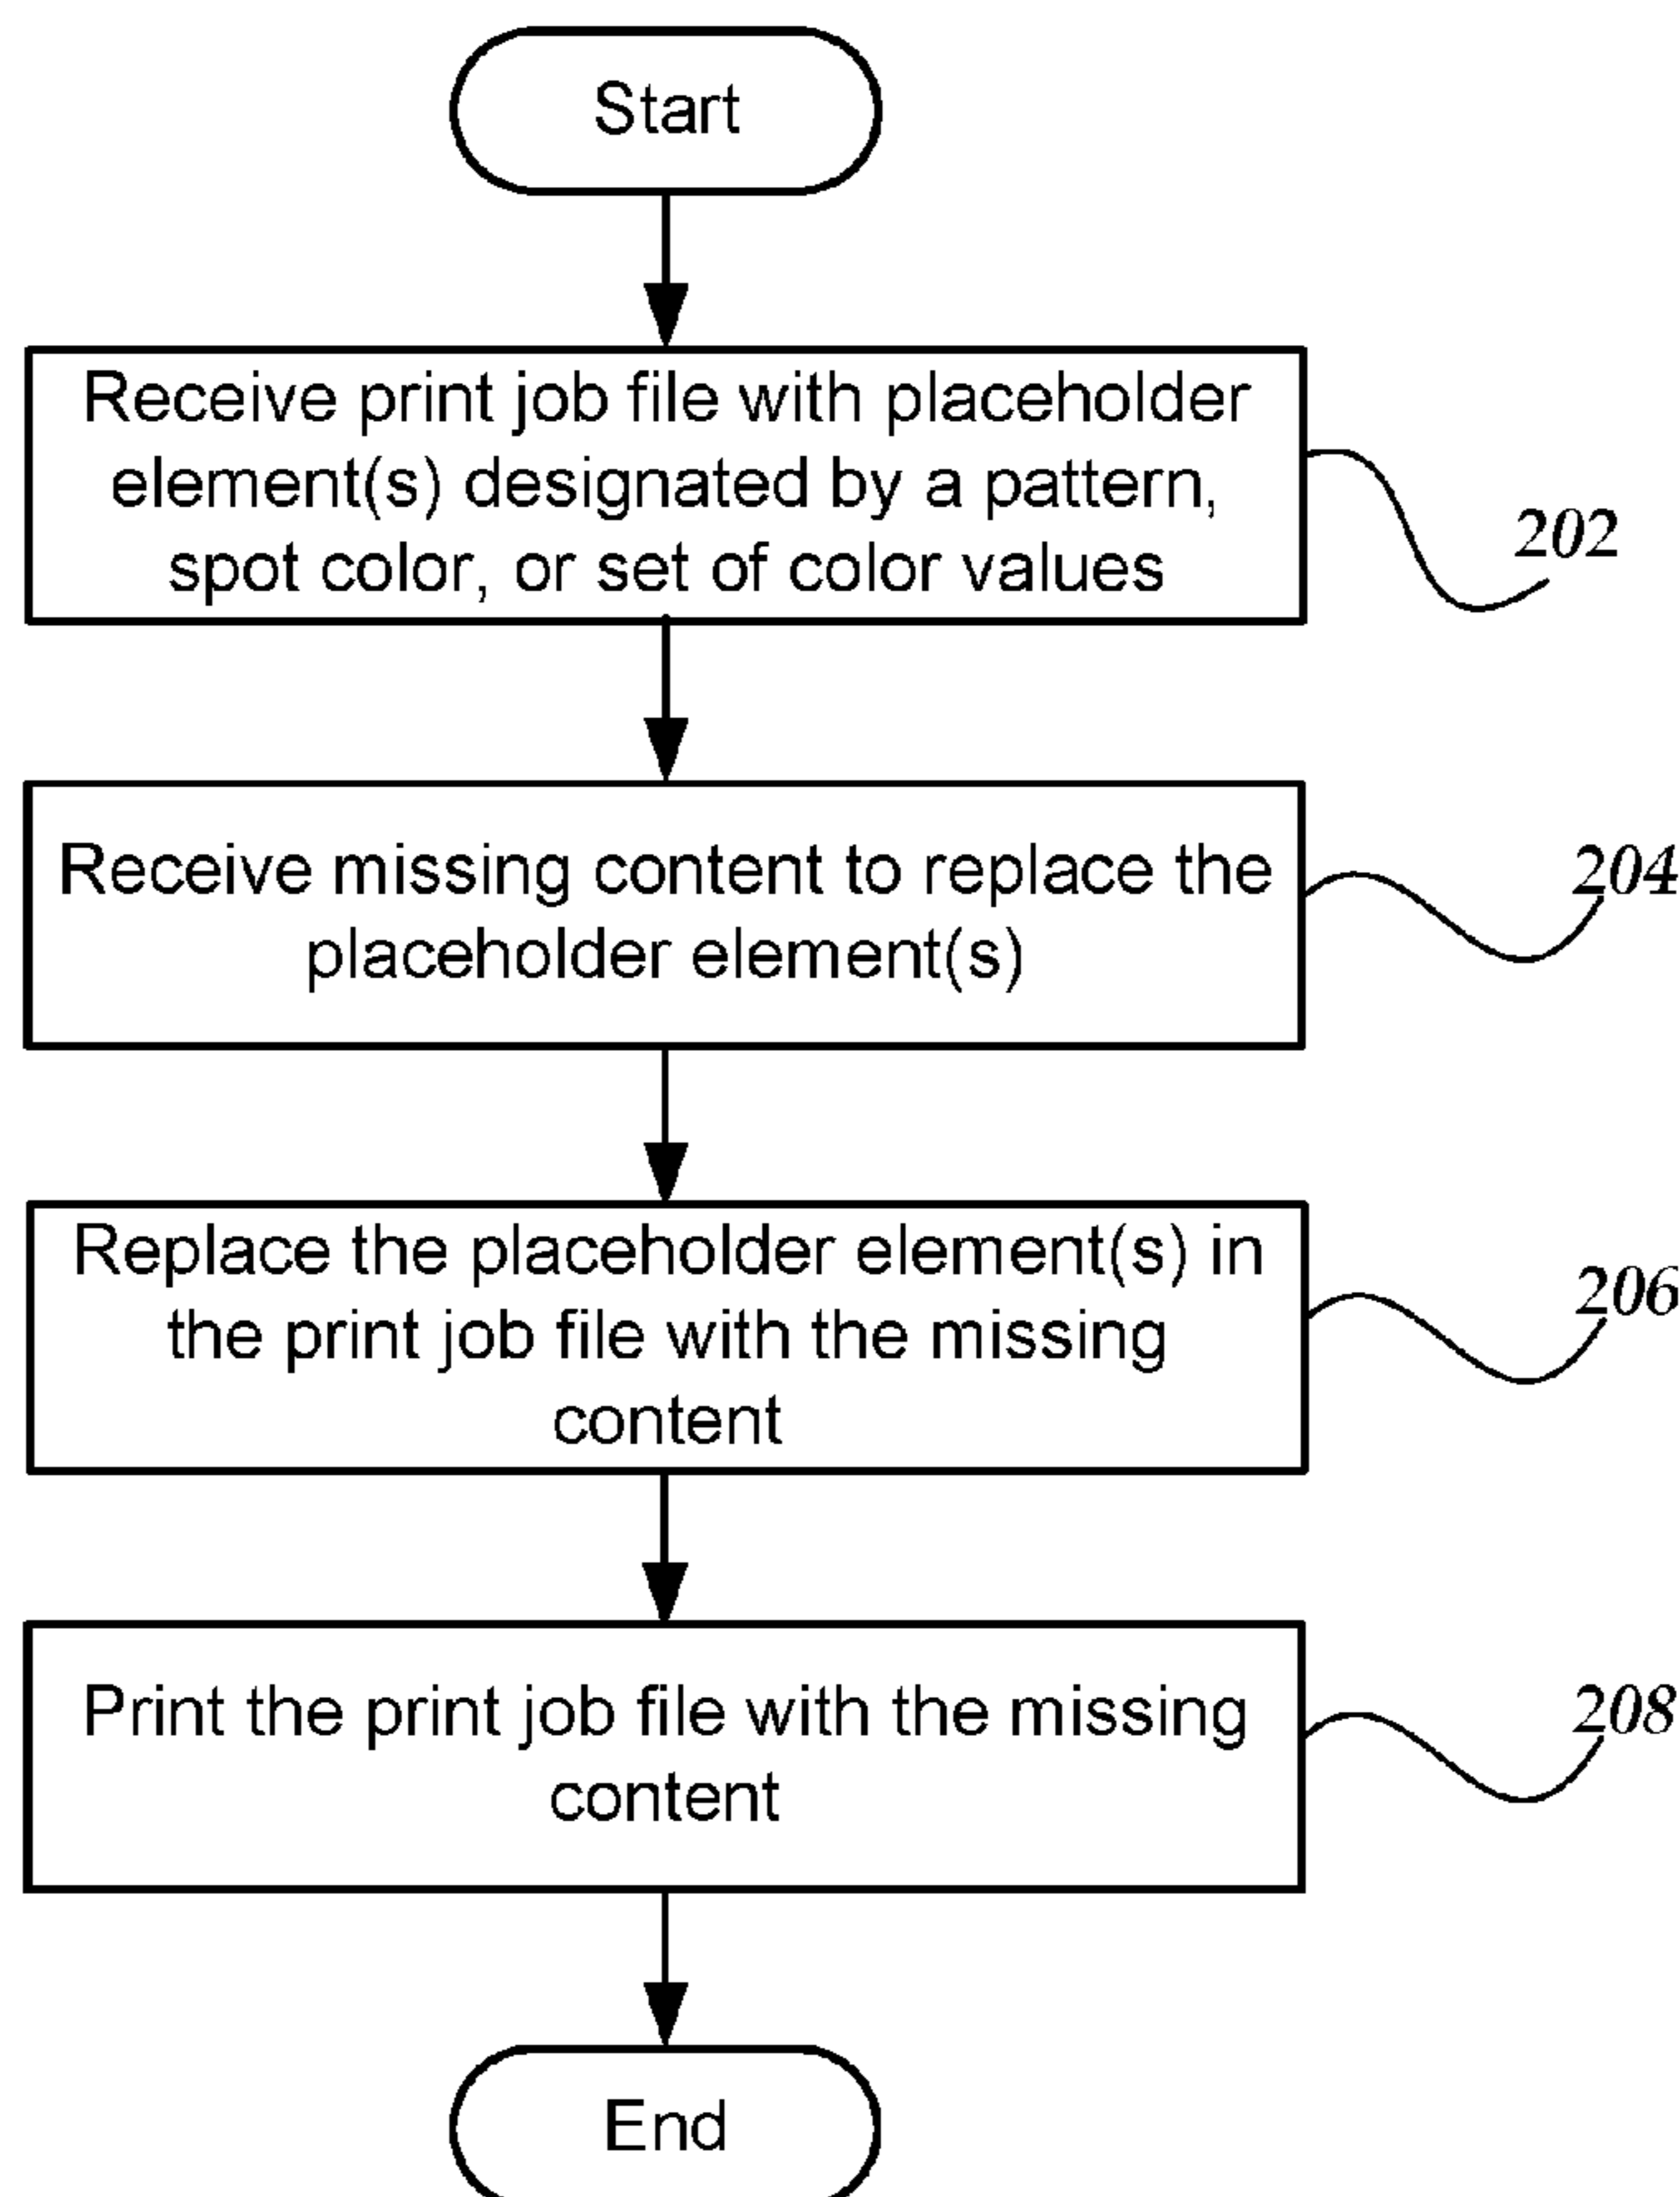 Start
Receive print job file with placeholder
element(s) designated by a pattern,
spot color, or set of color values
202
Receive missing content to replace the
placeholder element(s)
204
Replace the placeholder element(s) in
the print job file with the missing
content
206
Print the print job file with the missing
content
208
End